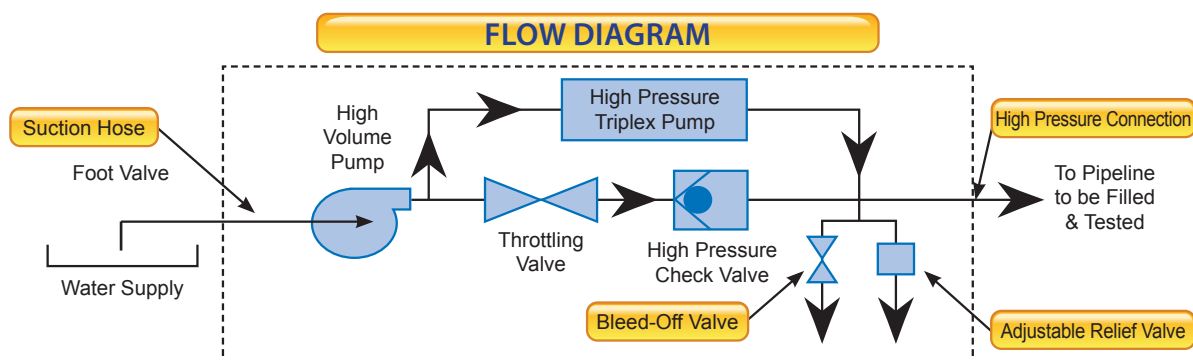 FLOW DIAGRAM
Suction Hose
Foot Valve
Water Supply
High
Volume
Pump
High Pressure
Triplex Pump
Throttling
Valve
High Pressure
Check Valve
Bleed-Off Valve
High Pressure Connection
To Pipeline
to be Filled
& Tested
Adjustable Relief Valve